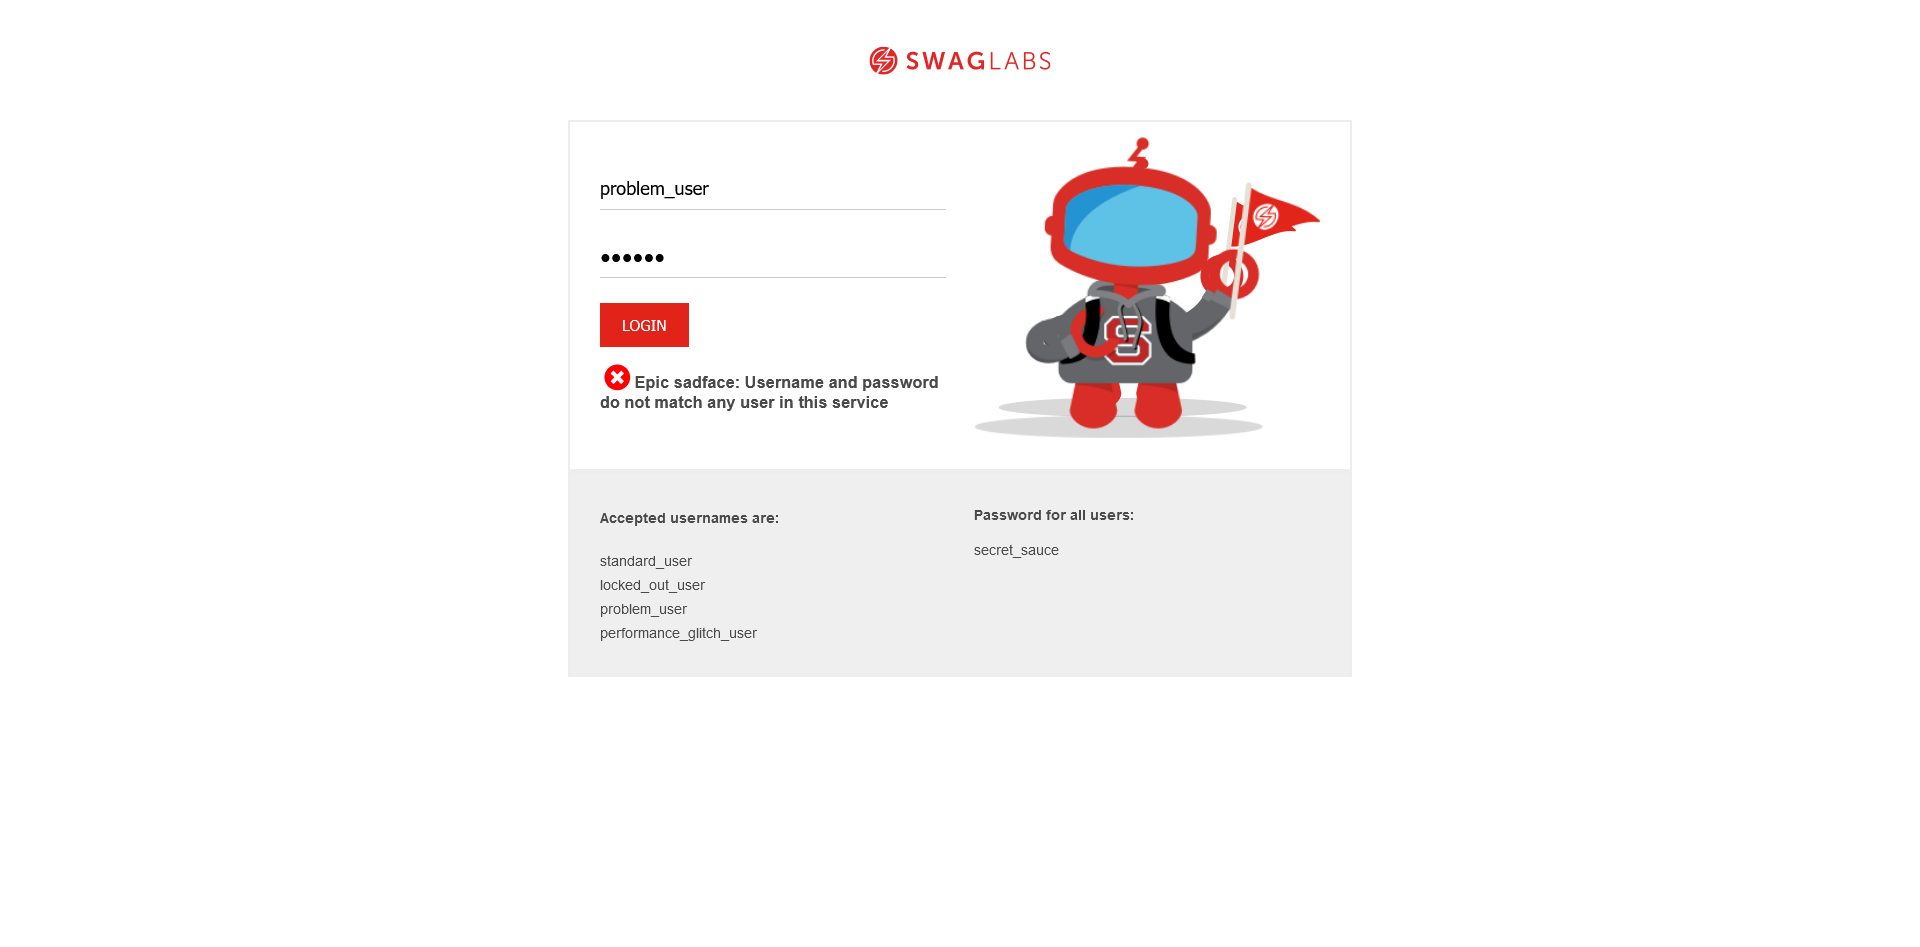 SWAGLABS
problem_user
••••••
LOGIN
Epic sadface: Username and password
do not match any user in this service
S
Accepted usernames are:
standard_user
locked_out_user
problem_user
performance_glitch_user
Password for all users:
secret_sauce